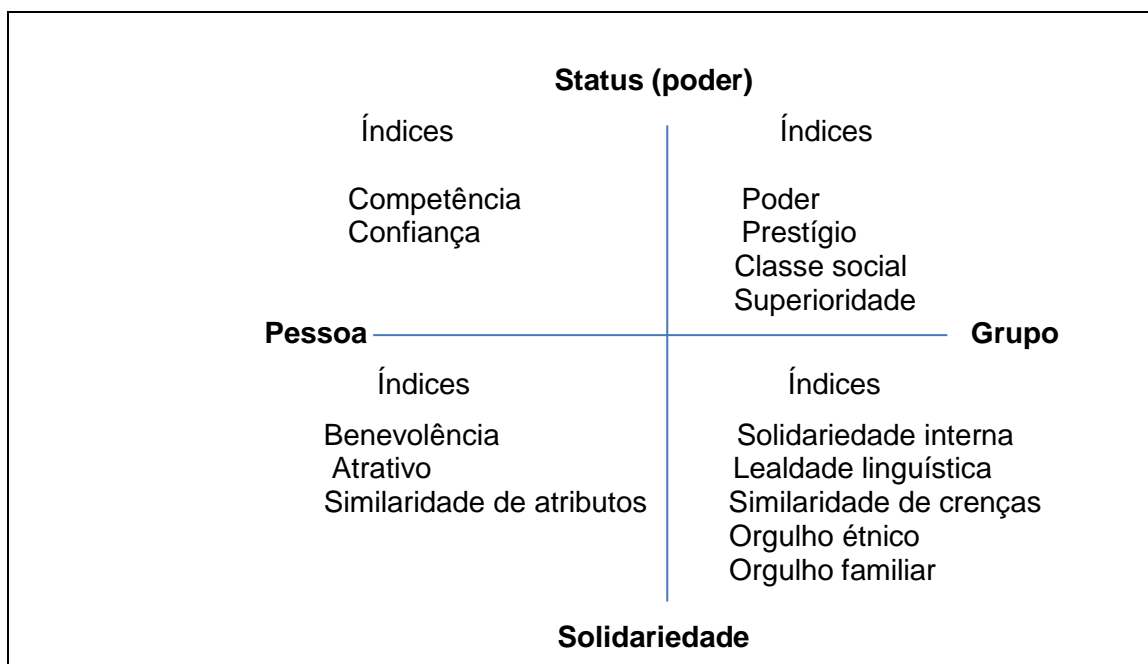 Status (poder)
Índices
Índices
Competência
Confiança
Poder
Prestígio
Classe social
Superioridade
Pessoa
Grupo
Índices
Índices
Benevolência
Atrativo
Similaridade de atributos
Solidariedade interna
Lealdade linguística
Similaridade de crenças
Orgulho étnico
Orgulho familiar
Solidariedade